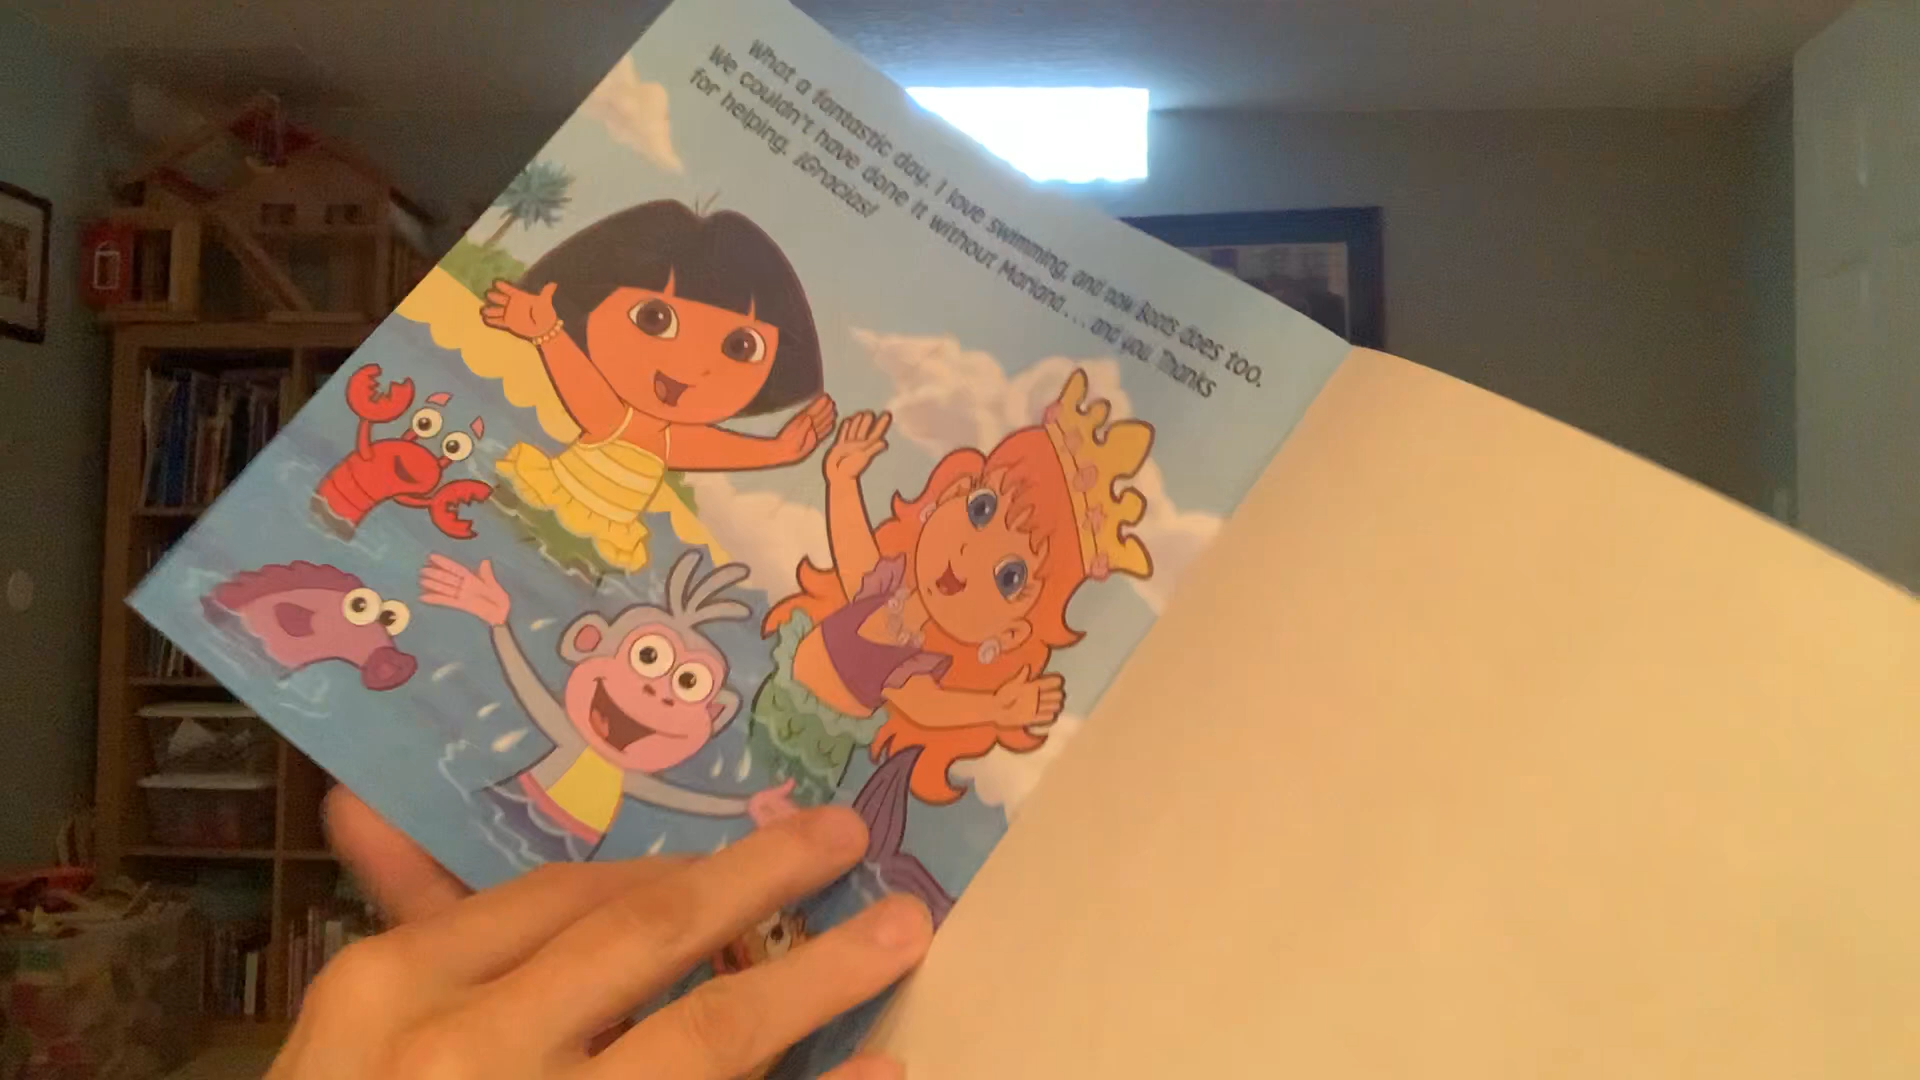 What a fantastic day. I love swimming, and now Boots does too.
We couldn't have done it without Mariana... and you. Thanks
for helping. ¡Gracias!